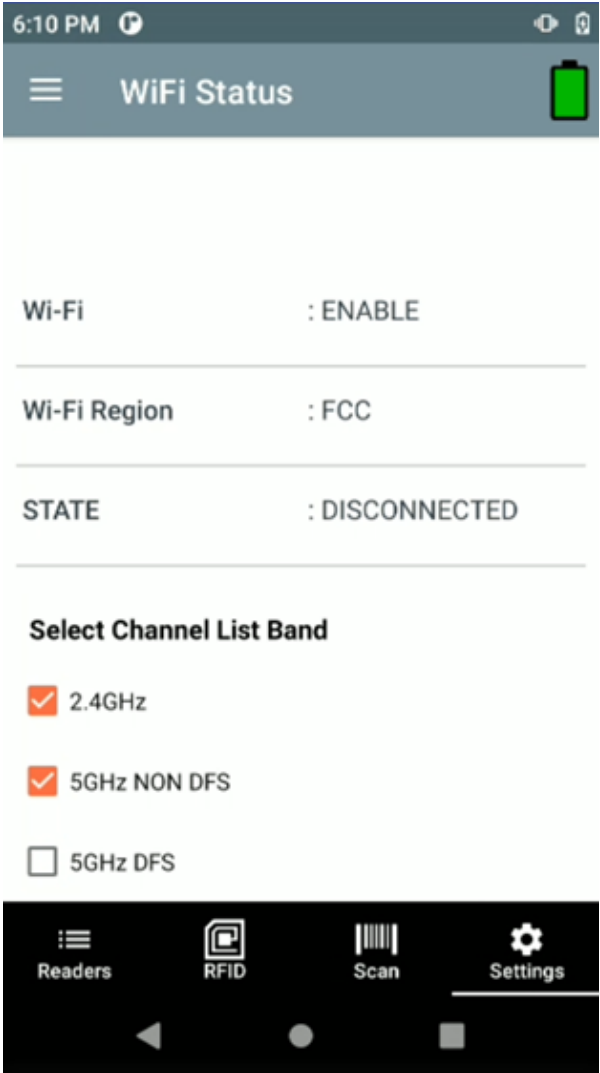 6:10 PM
WiFi Status
Wi-Fi : ENABLE
Wi-Fi Region : FCC
STATE : DISCONNECTED
Select Channel List Band
2.4GHz
5GHz NON DFS
5GHz DFS
Readers RFID Scan Settings